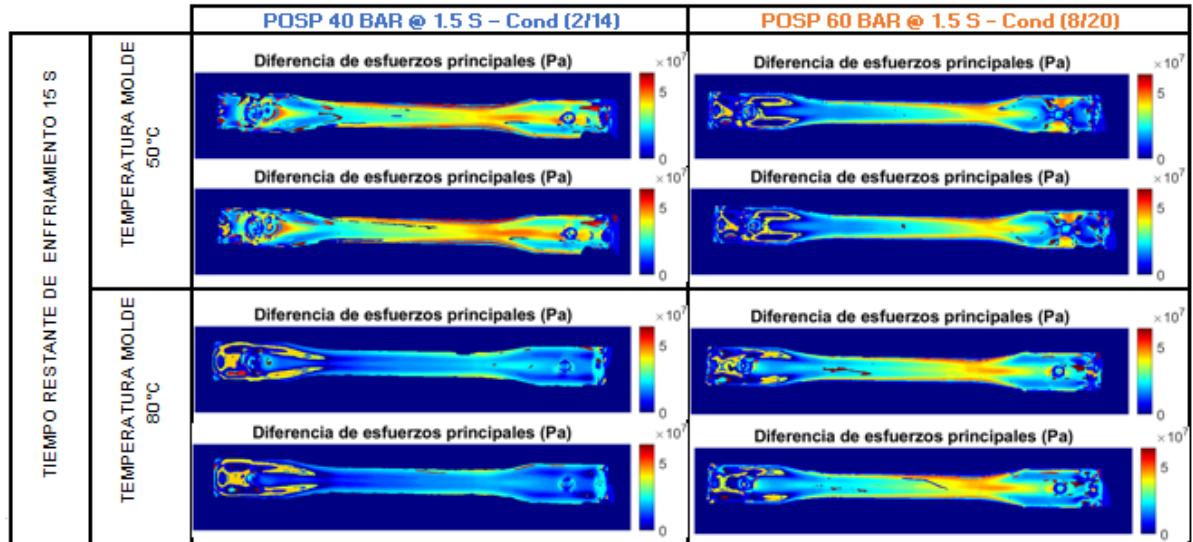 POSP 40 BAR @ 1.5 S – Cond (2/14)
POSP 60 BAR @ 1.5 S – Cond (8/20)
TIEMPO RESTANTE DE ENFFRIAMIENTO 15 S
TEMPERATURA MOLDE
50°C
Diferencia de esfuerzos principales (Pa)
×10⁷
5
0
Diferencia de esfuerzos principales (Pa)
×10⁷
5
0
Diferencia de esfuerzos principales (Pa)
×10⁷
5
0
Diferencia de esfuerzos principales (Pa)
×10⁷
5
0
TEMPERATURA MOLDE
80°C
Diferencia de esfuerzos principales (Pa)
×10⁷
5
0
Diferencia de esfuerzos principales (Pa)
×10⁷
5
0
Diferencia de esfuerzos principales (Pa)
×10⁷
5
0
Diferencia de esfuerzos principales (Pa)
×10⁷
5
0